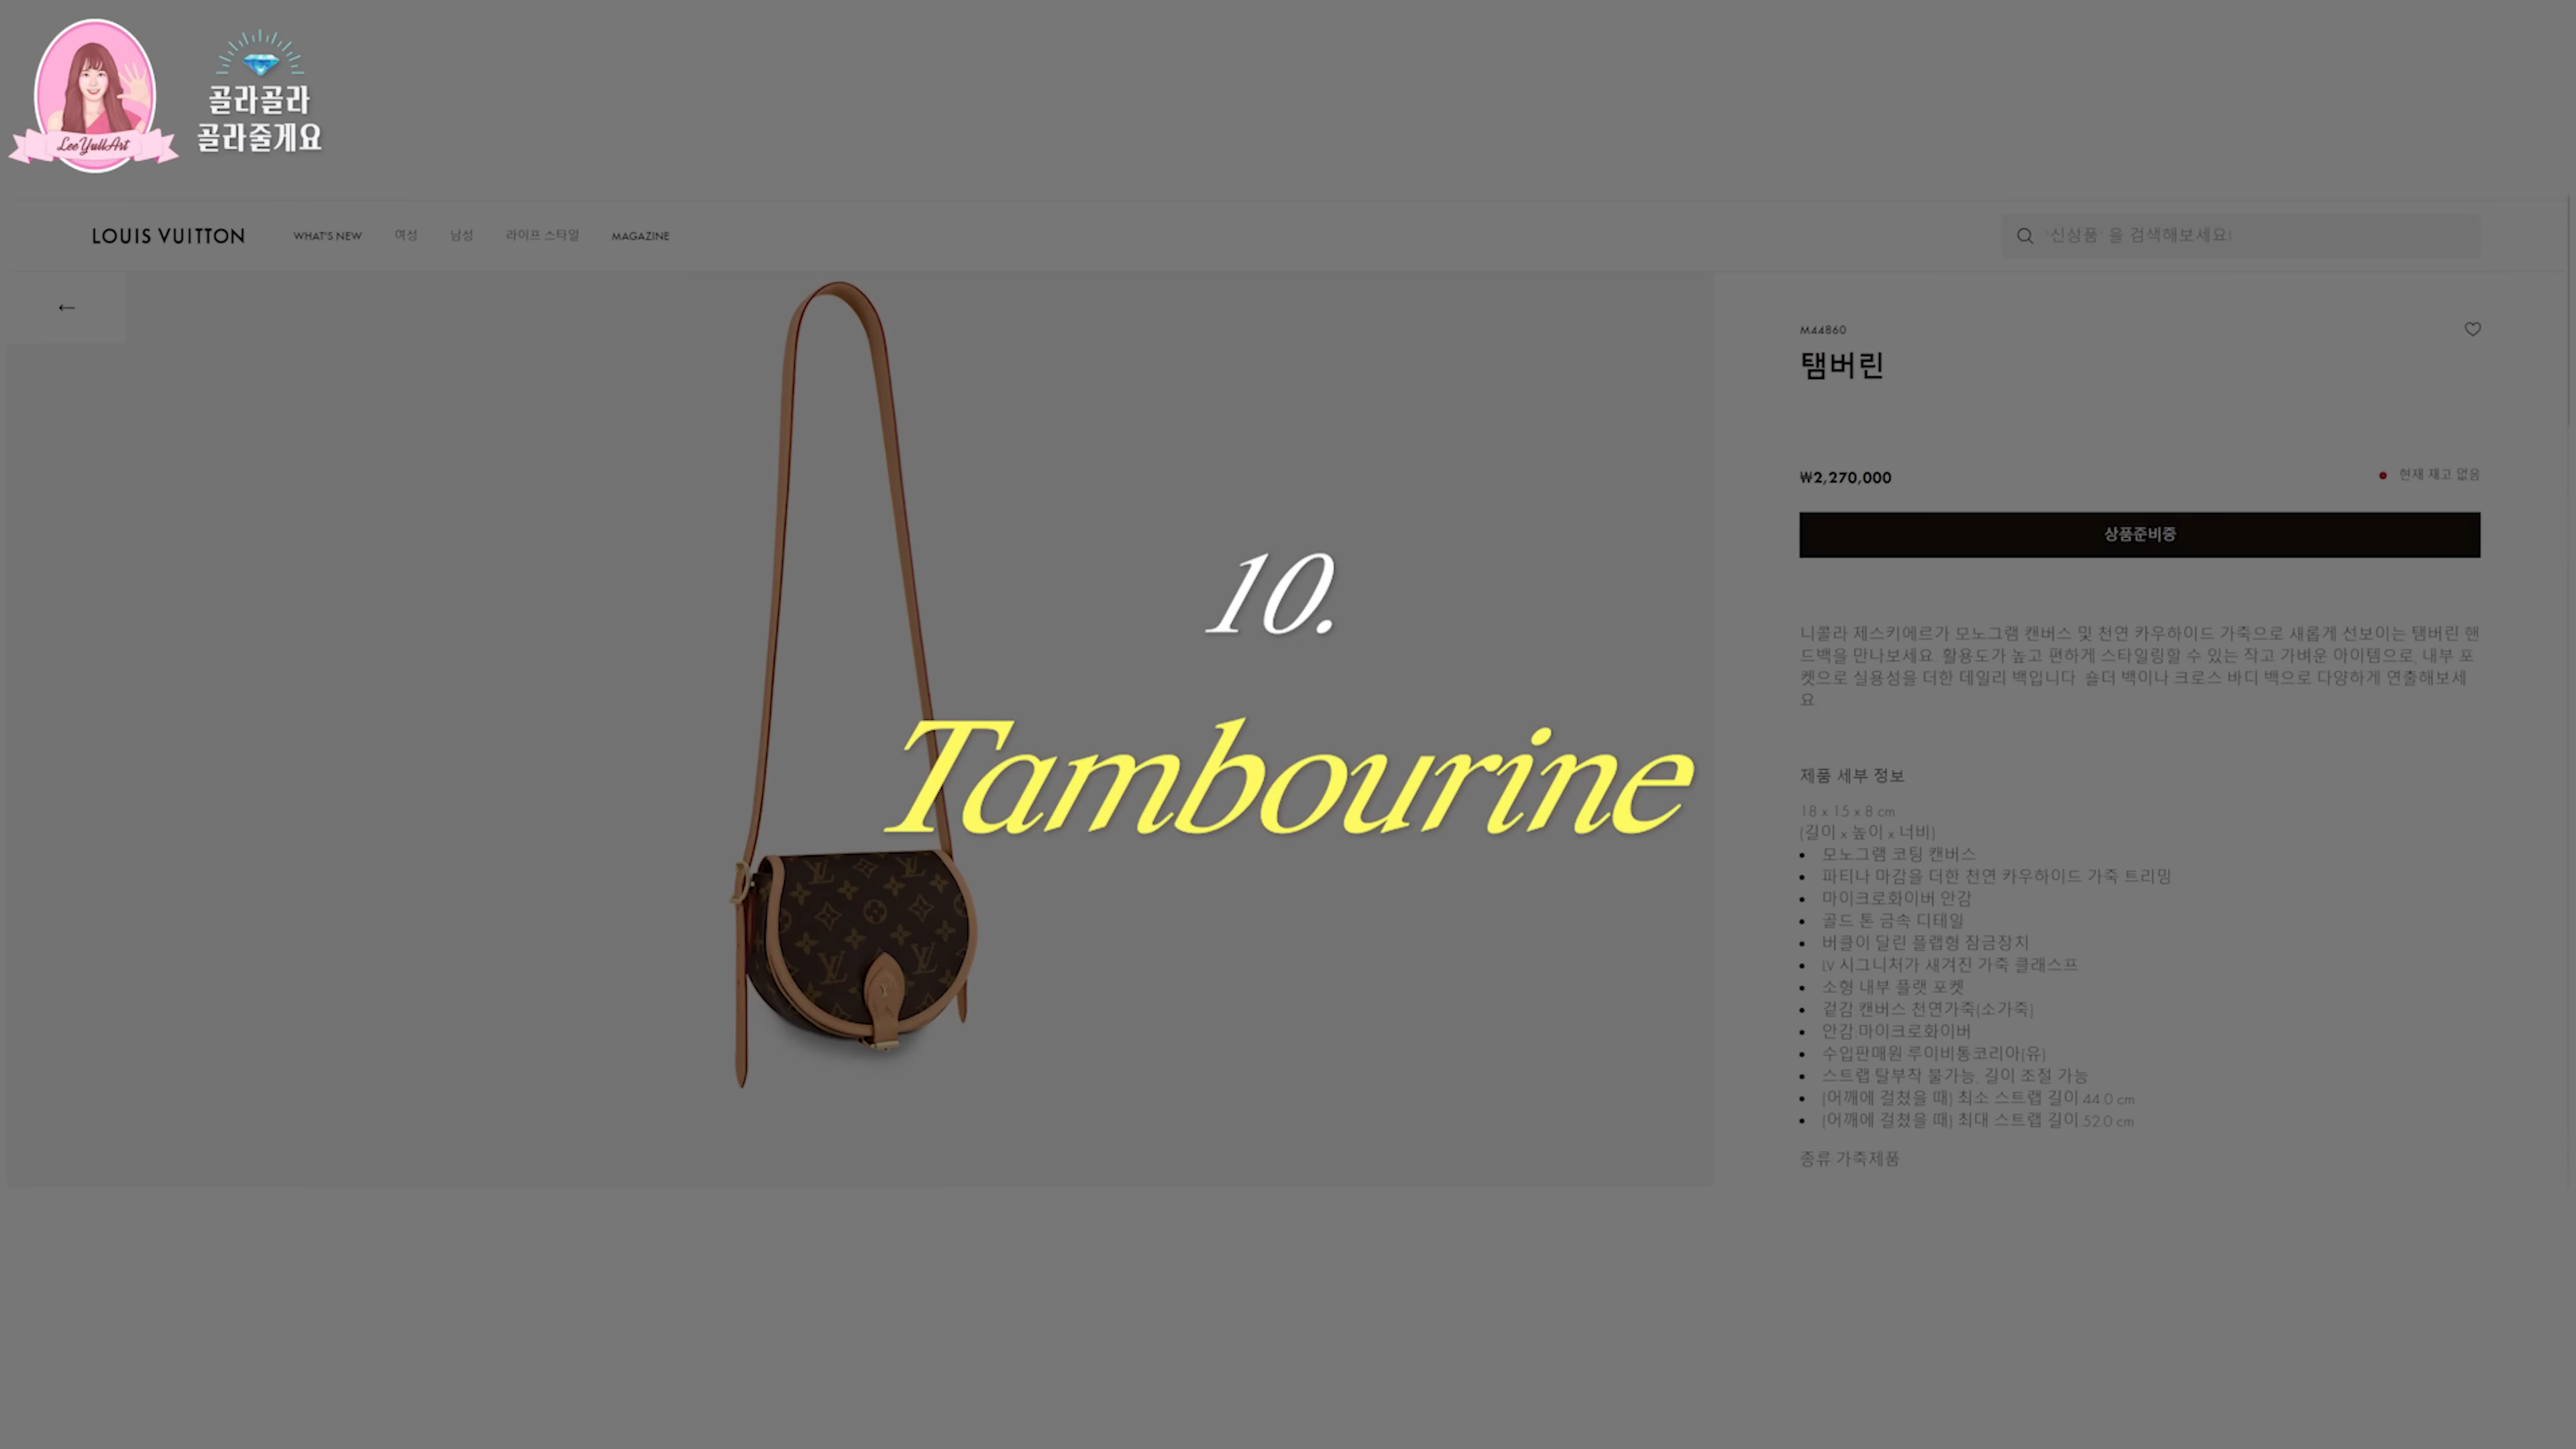 LeeYullArt
골라골라
골라줄게요
LOUIS VUITTON
WHAT'S NEW
여성
남성
라이프 스타일
MAGAZINE
'신상품' 을 검색해보세요!
M44860
탬버린
₩2,270,000
현재 재고 없음
상품준비중
10.
Tambourine
니콜라 제스키에르가 모노그램 캔버스 및 천연 카우하이드 가죽으로 새롭게 선보이는 탬버린 핸
드백을 만나보세요. 활용도가 높고 편하게 스타일링할 수 있는 작고 가벼운 아이템으로, 내부 포
켓으로 실용성을 더한 데일리 백입니다. 숄더 백이나 크로스 바디 백으로 다양하게 연출해보세
요.
제품 세부 정보
18 x 15 x 8 cm
(길이 x 높이 x 너비)
모노그램 코팅 캔버스
파티나 마감을 더한 천연 카우하이드 가죽 트리밍
마이크로화이버 안감
골드 톤 금속 디테일
버클이 달린 플랩형 잠금장치
LV 시그니처가 새겨진 가죽 클래스프
소형 내부 플랫 포켓
겉감:캔버스 천연가죽(소가죽)
안감:마이크로화이버
수입판매원:루이비통코리아(유)
스트랩:탈부착 불가능, 길이 조절 가능
(어깨에 걸쳤을 때) 최소 스트랩 길이:44.0 cm
(어깨에 걸쳤을 때) 최대 스트랩 길이:52.0 cm
종류 가죽제품